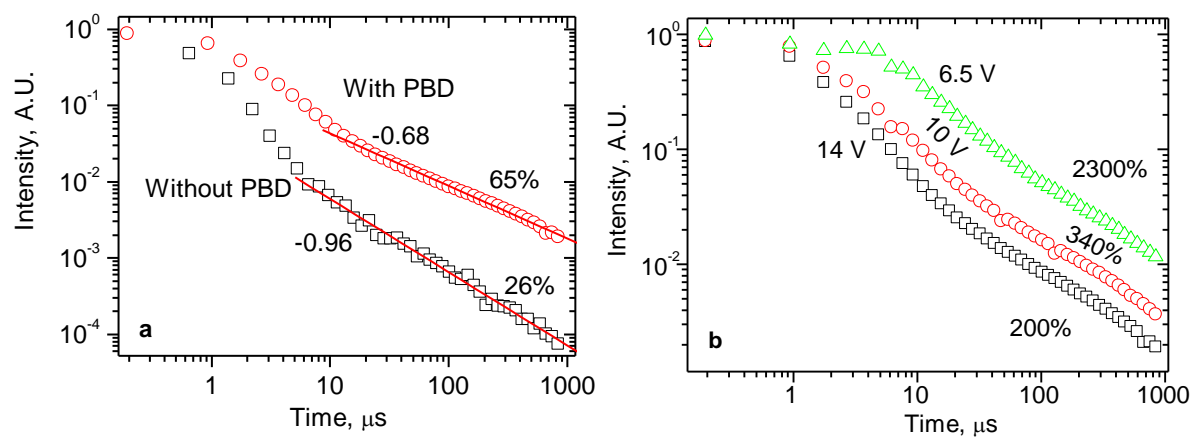 10⁰
10⁻¹
10⁻²
10⁻³
10⁻⁴
Intensity, A.U.
With PBD
-0.68
65%
Without PBD
-0.96
26%
a
1
10
100
1000
Time, μs
10⁰
10⁻¹
10⁻²
Intensity, A.U.
6.5 V
10 V
14 V
2300%
340%
200%
b
1
10
100
1000
Time, μs